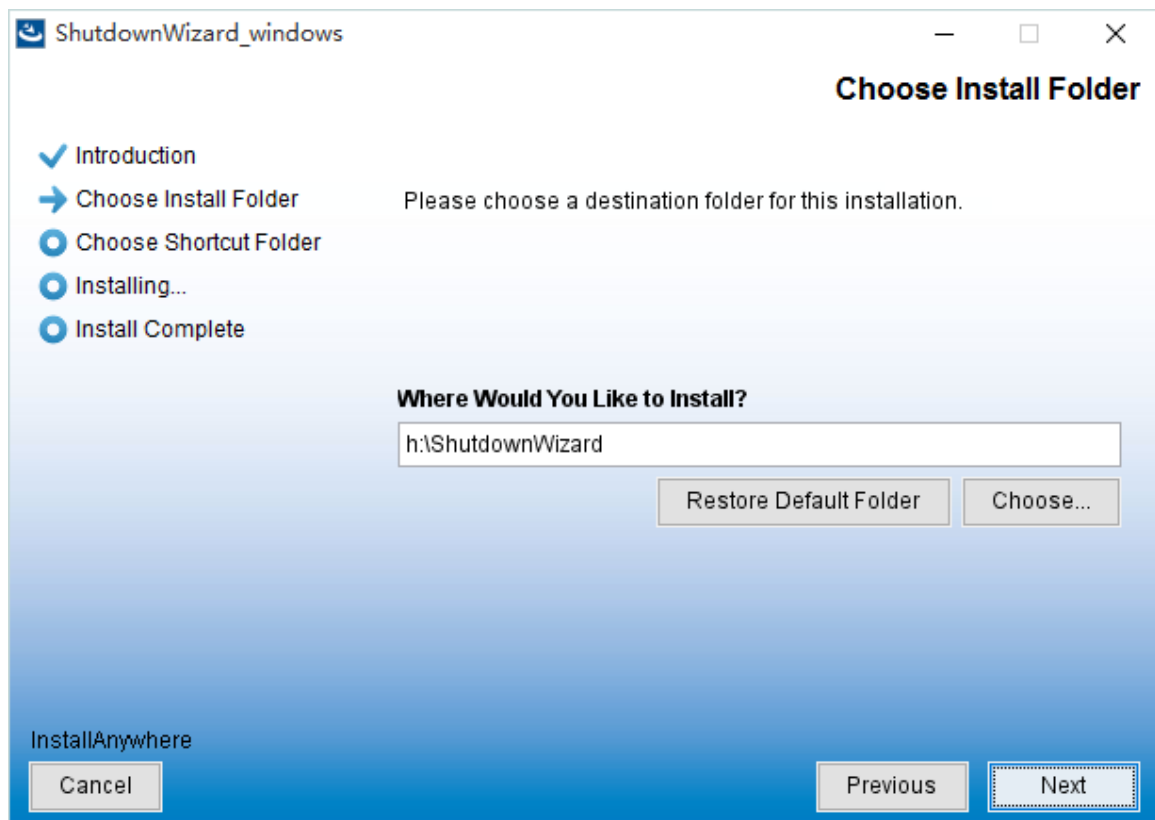 ShutdownWizard_windows
Choose Install Folder
Introduction
Choose Install Folder
Choose Shortcut Folder
Installing...
Install Complete
Please choose a destination folder for this installation.
Where Would You Like to Install?
h:\ShutdownWizard
Restore Default Folder
Choose...
InstallAnywhere
Cancel
Previous
Next